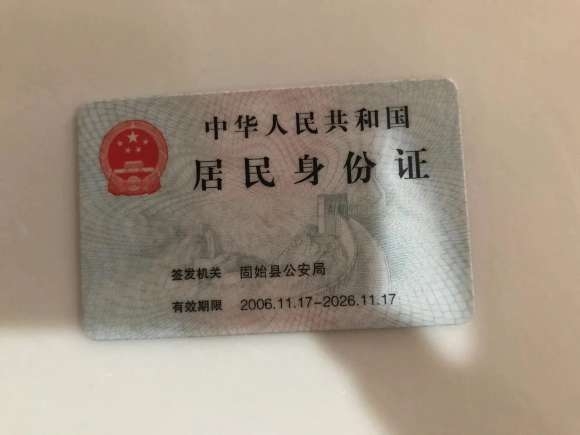 中华人民共和国
居民身份证
签发机关 固始县公安局
有效期限 2006.11.17-2026.11.17